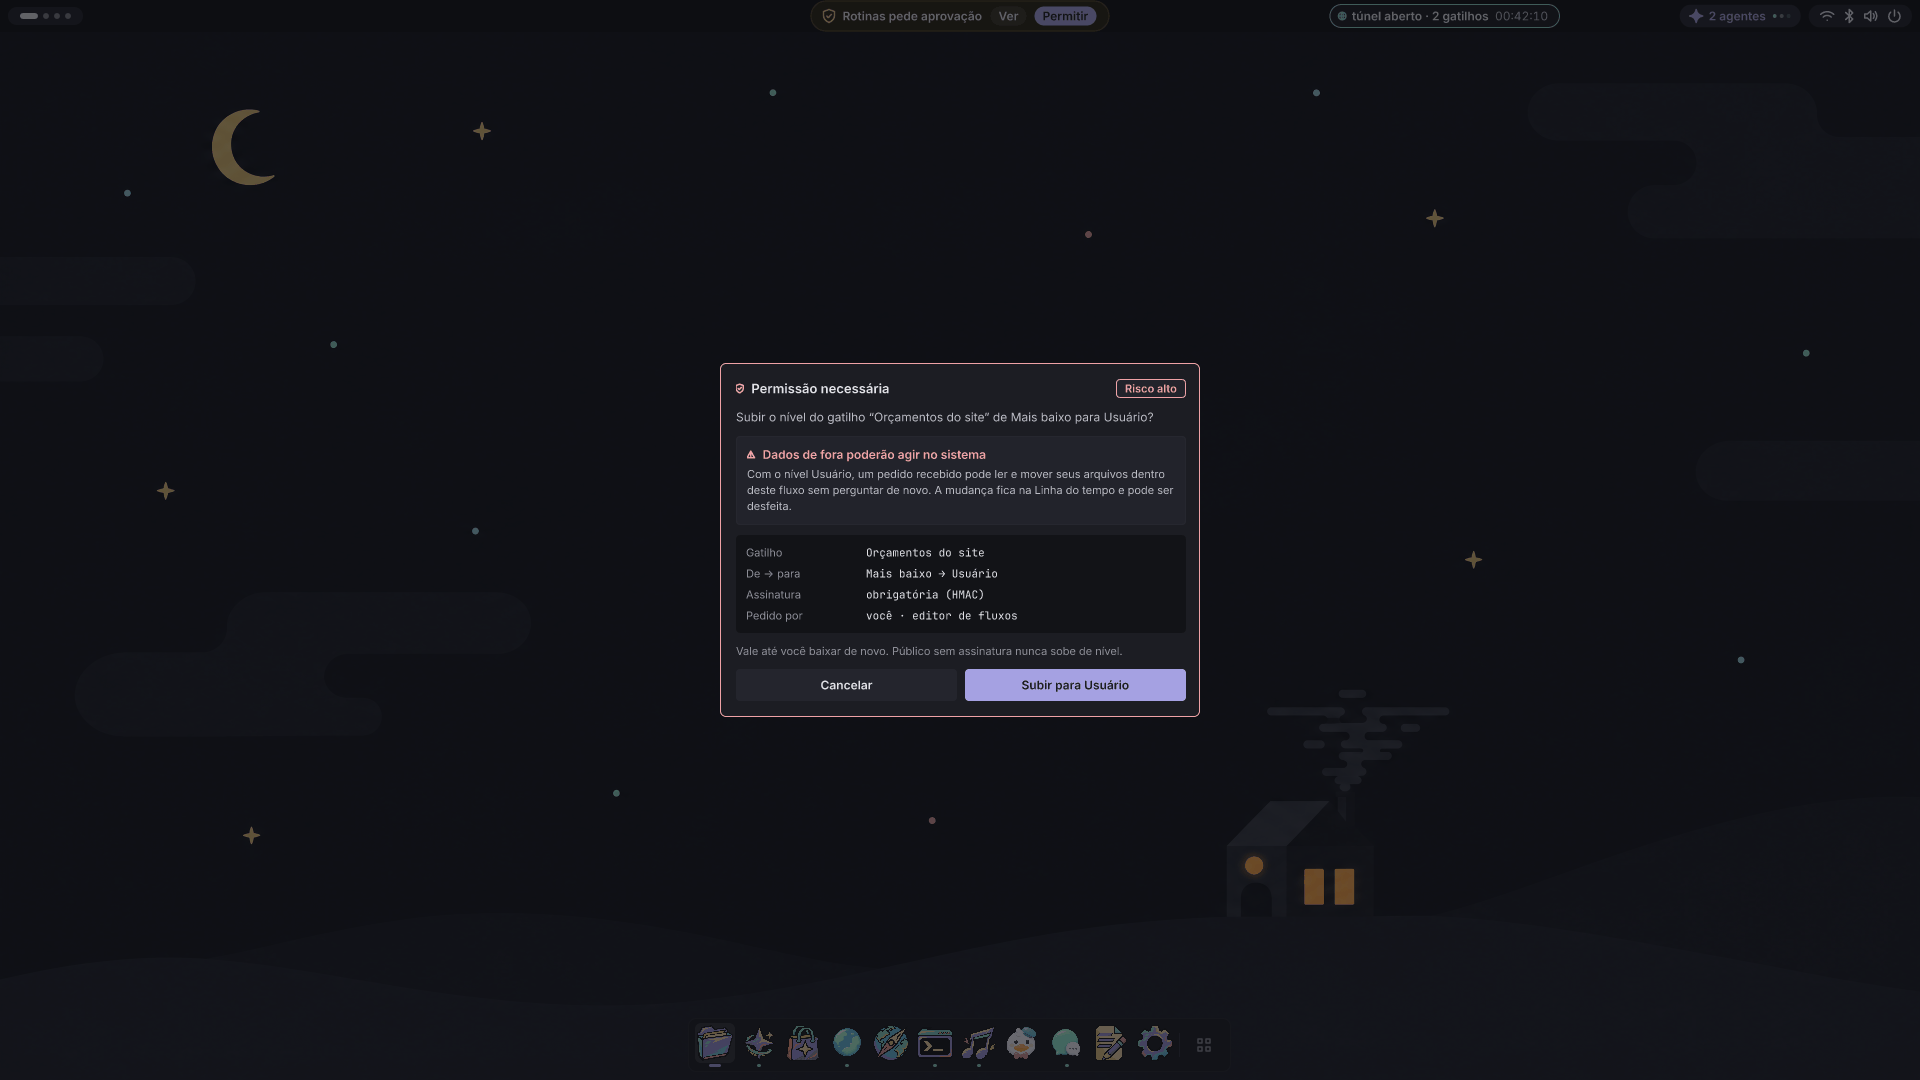 Rotinas pede aprovação Ver Permitir
túnel aberto · 2 gatilhos 00:42:10
2 agentes
Permissão necessária
Risco alto
Subir o nível do gatilho “Orçamentos do site” de Mais baixo para Usuário?
Dados de fora poderão agir no sistema
Com o nível Usuário, um pedido recebido pode ler e mover seus arquivos dentro
deste fluxo sem perguntar de novo. A mudança fica na Linha do tempo e pode ser
desfeita.
Gatilho Orçamentos do site
De → para Mais baixo → Usuário
Assinatura obrigatória (HMAC)
Pedido por você · editor de fluxos
Vale até você baixar de novo. Público sem assinatura nunca sobe de nível.
Cancelar
Subir para Usuário